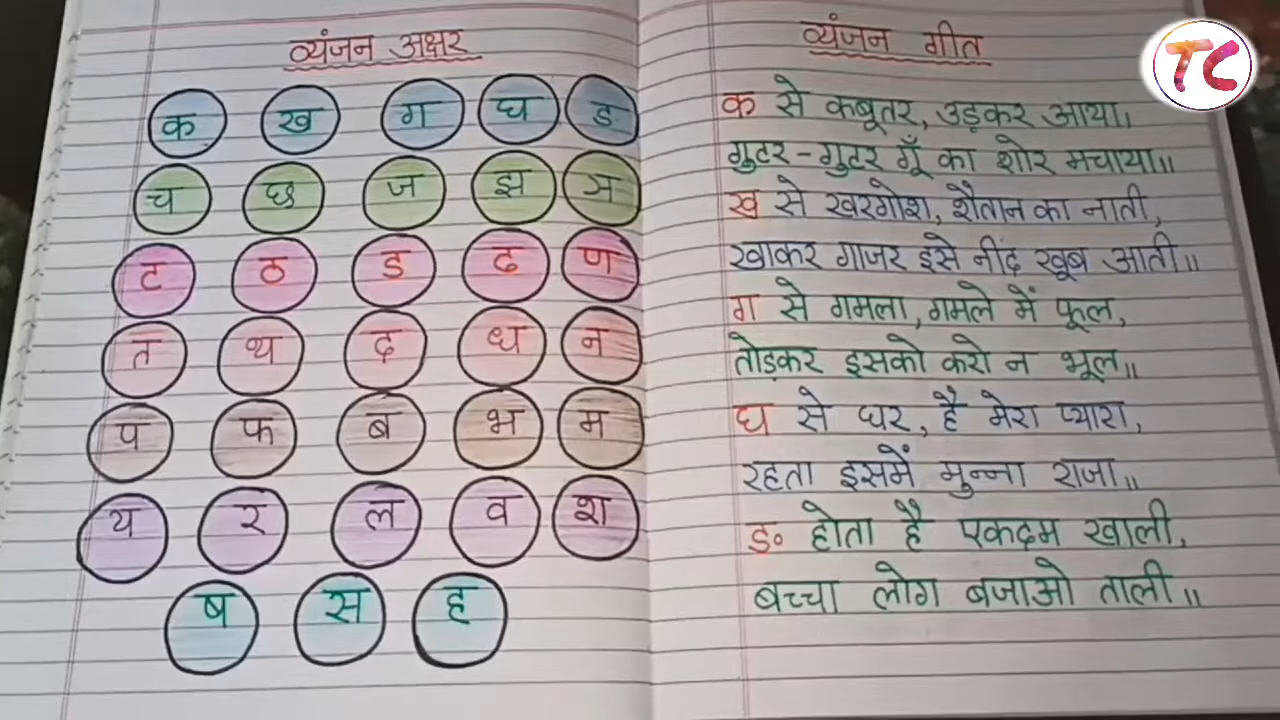 व्यंजन अक्षर
क ख ग घ ड
च छ ज झ ञ
ट ठ ड ढ ण
त थ द ध न
प फ ब भ म
य र ल व श
ष स ह
व्यंजन गीत
क से कबूतर, उड़कर आया।
गुटर-गुटर गूँ का शोर मचाया॥
ख से खरगोश, शैतान का नाती,
खाकर गाजर इसे नींद खूब आती॥
ग से गमला, गमले में फूल,
तोड़कर इसको करो न भूल॥
घ से घर, है मेरा प्यारा,
रहता इसमें मुन्ना राजा॥
ड॰ होता है एकदम खाली,
बच्चा लोग बजाओ ताली॥
TC